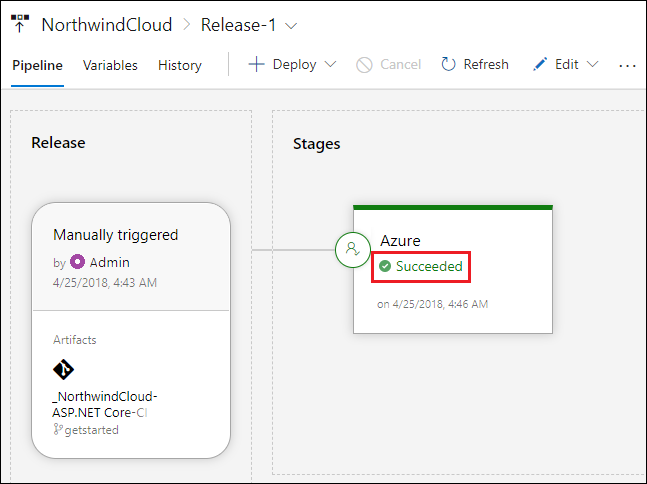 NorthwindCloud > Release-1
Pipeline Variables History + Deploy Cancel Refresh Edit ...
Release
Stages
Manually triggered
by Admin
4/25/2018, 4:43 AM
Artifacts
_NorthwindCloud-
ASP.NET Core-CI
getstarted
Azure
Succeeded
on 4/25/2018, 4:46 AM